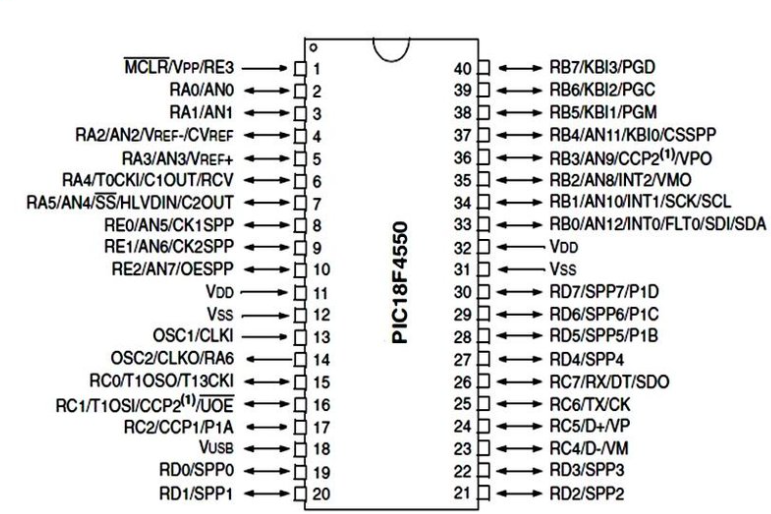 MCLR/VPP/RE3 1
RA0/AN0 2
RA1/AN1 3
RA2/AN2/VREF-/CVREF 4
RA3/AN3/VREF+ 5
RA4/T0CKI/C1OUT/RCV 6
RA5/AN4/SS/HLVDIN/C2OUT 7
RE0/AN5/CK1SPP 8
RE1/AN6/CK2SPP 9
RE2/AN7/OESPP 10
VDD 11
VSS 12
OSC1/CLKI 13
OSC2/CLKO/RA6 14
RC0/T1OSO/T13CKI 15
RC1/T1OSI/CCP2(1)/UOE 16
RC2/CCP1/P1A 17
VUSB 18
RD0/SPP0 19
RD1/SPP1 20
PIC18F4550
40 RB7/KBI3/PGD
39 RB6/KBI2/PGC
38 RB5/KBI1/PGM
37 RB4/AN11/KBI0/CSSPP
36 RB3/AN9/CCP2(1)/VPO
35 RB2/AN8/INT2/VMO
34 RB1/AN10/INT1/SCK/SCL
33 RB0/AN12/INT0/FLT0/SDI/SDA
32 VDD
31 VSS
30 RD7/SPP7/P1D
29 RD6/SPP6/P1C
28 RD5/SPP5/P1B
27 RD4/SPP4
26 RC7/RX/DT/SDO
25 RC6/TX/CK
24 RC5/D+/VP
23 RC4/D-/VM
22 RD3/SPP3
21 RD2/SPP2